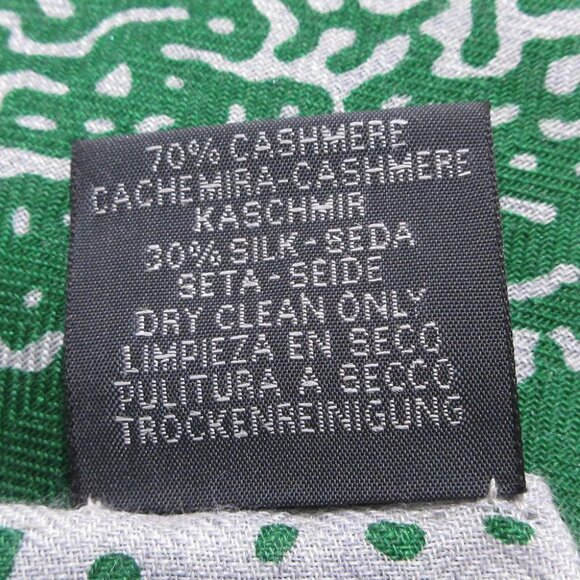 70% CASHMERE
CACHEMIRA-CASHMERE
KASCHMIR
30% SILK-SEDA
SETA-SEIDE
DRY CLEAN ONLY
LIMPIEZA EN SECO
PULITURA A SECCO
TROCKENREINIGUNG